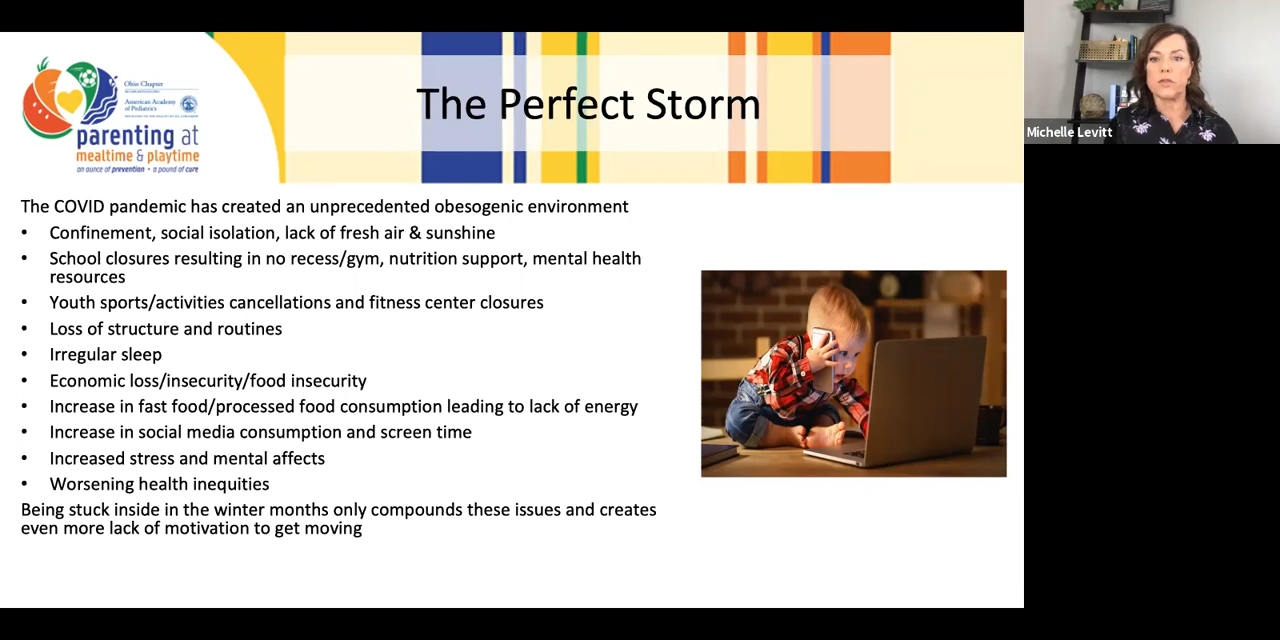 The Perfect Storm
Ohio Chapter
American Academy
of Pediatrics
parenting at
mealtime & playtime
an ounce of prevention • a pound of cure
Michelle Levitt
The COVID pandemic has created an unprecedented obesogenic environment
• Confinement, social isolation, lack of fresh air & sunshine
• School closures resulting in no recess/gym, nutrition support, mental health
resources
• Youth sports/activities cancellations and fitness center closures
• Loss of structure and routines
• Irregular sleep
• Economic loss/insecurity/food insecurity
• Increase in fast food/processed food consumption leading to lack of energy
• Increase in social media consumption and screen time
• Increased stress and mental affects
• Worsening health inequities
Being stuck inside in the winter months only compounds these issues and creates
even more lack of motivation to get moving